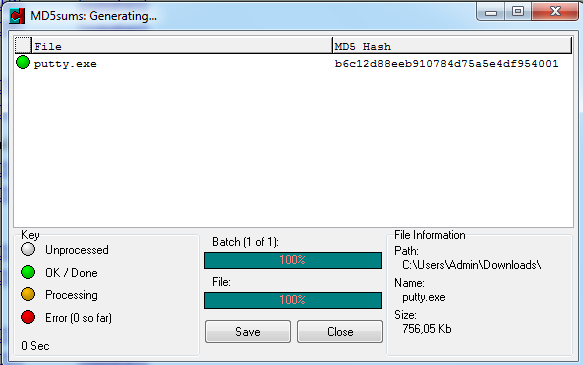 MD5sums: Generating...
File MD5 Hash
putty.exe b6c12d88eeb910784d75a5e4df954001
Key
Unprocessed
OK / Done
Processing
Error (0 so far)
0 Sec
Batch (1 of 1):
100%
File:
100%
Save Close
File Information
Path:
C:\Users\Admin\Downloads\
Name:
putty.exe
Size:
756,05 Kb